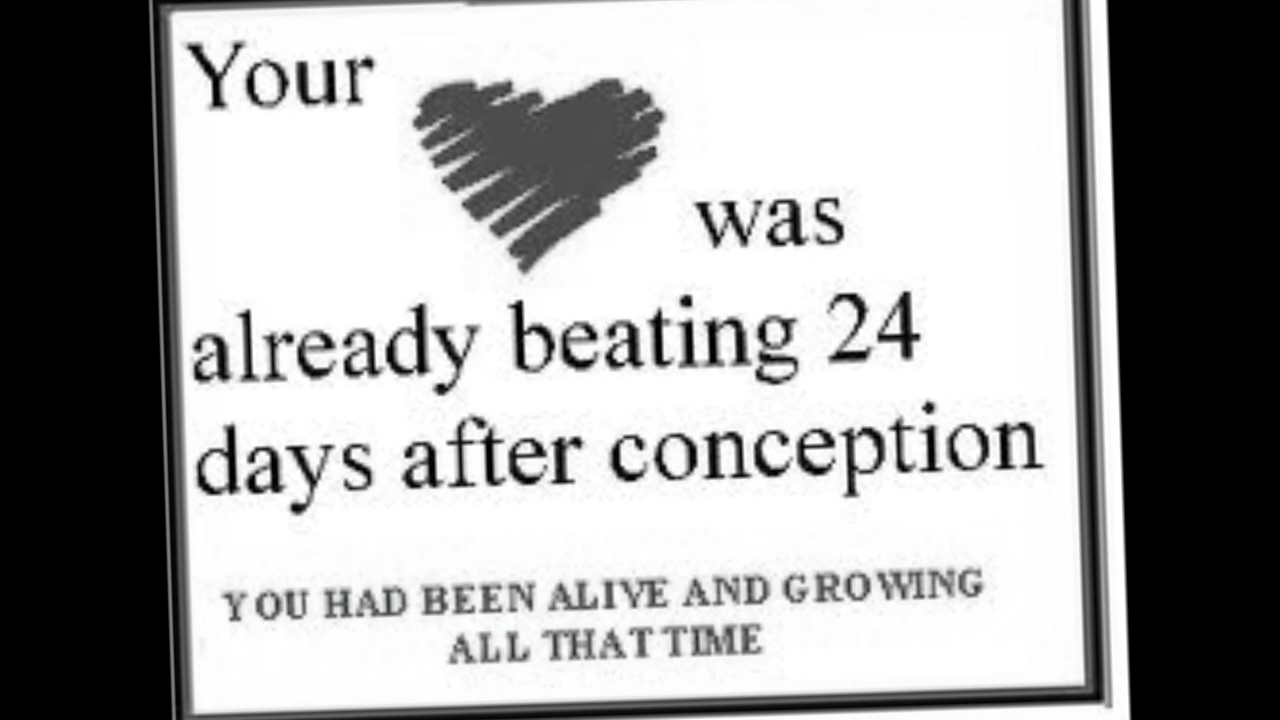 Your
was
already beating 24
days after conception
YOU HAD BEEN ALIVE AND GROWING
ALL THAT TIME